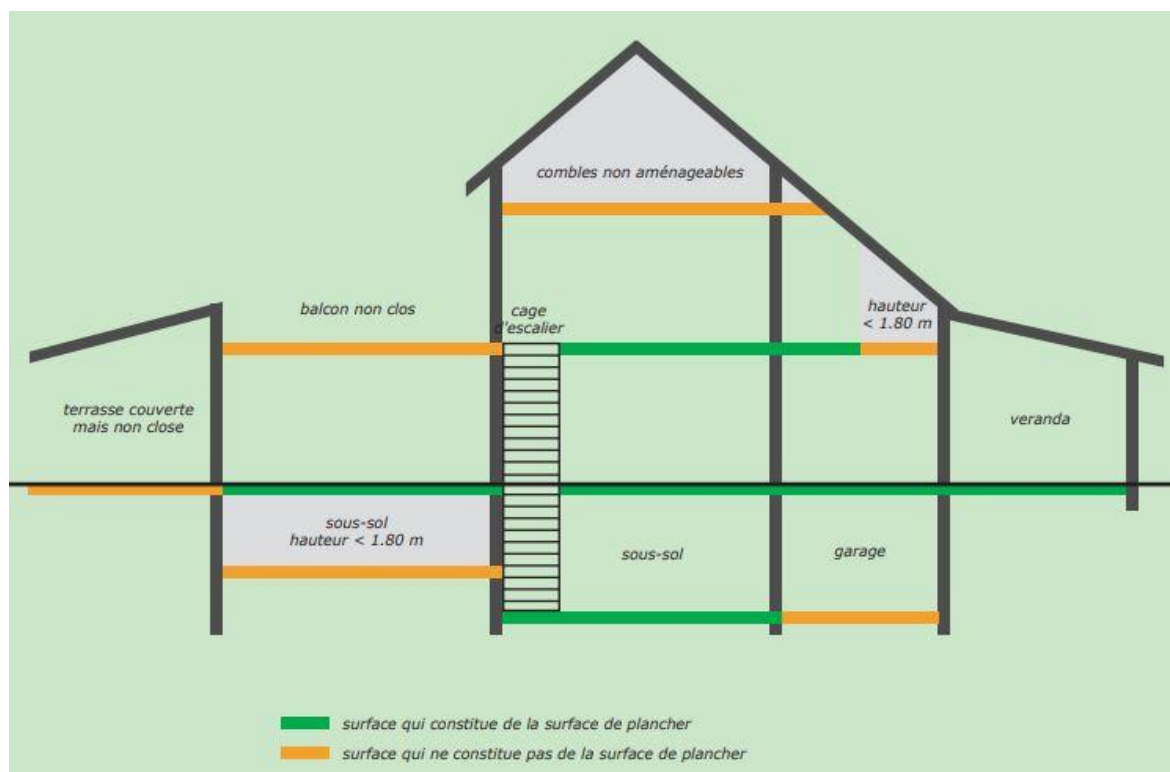 combles non aménageables
balcon non clos
cage
d'escalier
hauteur
< 1.80 m
terrasse couverte
mais non close
veranda
sous-sol
hauteur < 1.80 m
sous-sol
garage
surface qui constitue de la surface de plancher
surface qui ne constitue pas de la surface de plancher